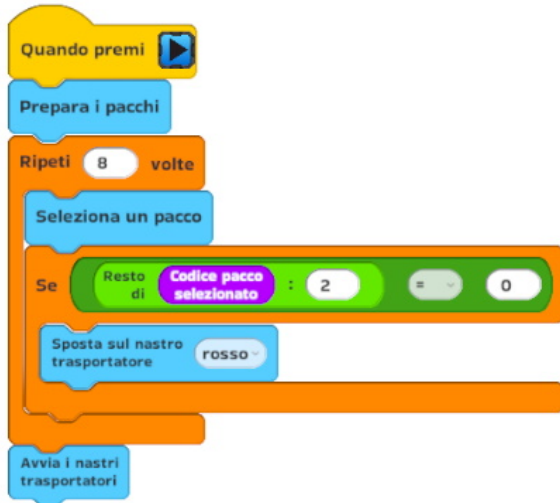 Quando premi
Prepara i pacchi
Ripeti 8 volte
Seleziona un pacco
Se Resto di Codice pacco selezionato : 2 = 0
Sposta sul nastro trasportatore rosso
Avvia i nastri trasportatori